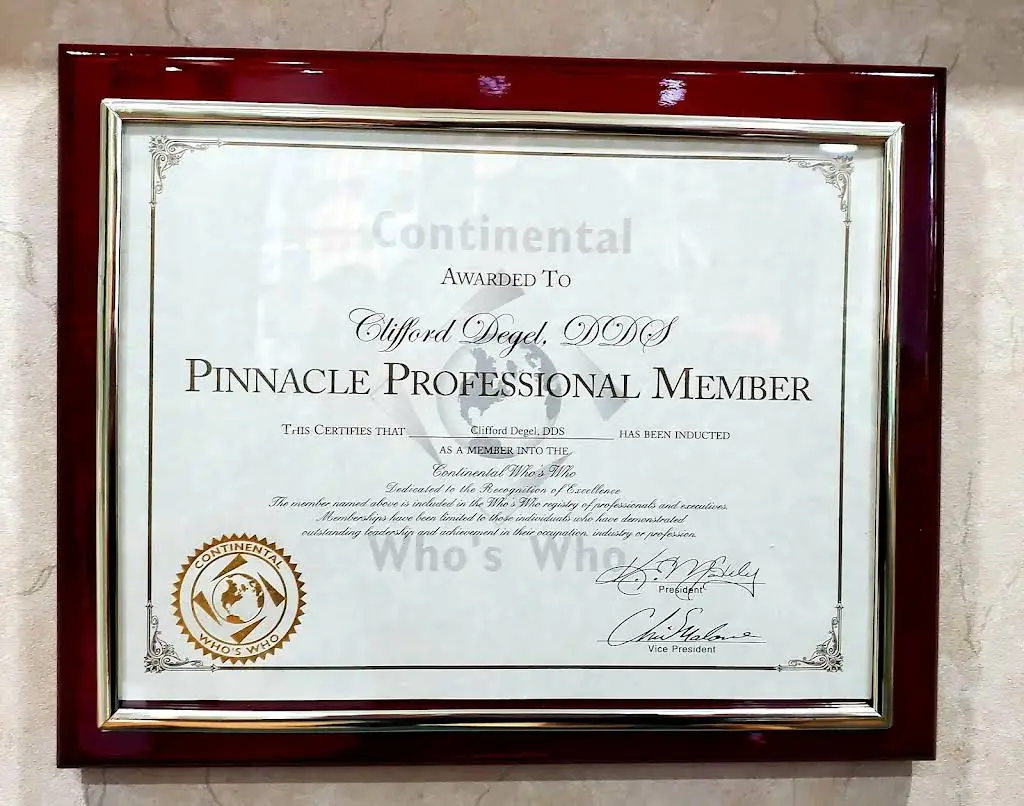 Continental
AWARDED TO
Clifford Degel, DDS
PINNACLE PROFESSIONAL MEMBER
THIS CERTIFIES THAT Clifford Degel, DDS HAS BEEN INDUCTED
AS A MEMBER INTO THE
Continental Who's Who
Dedicated to the Recognition of Excellence
The member named above is included in the Who's Who registry of professionals and executives.
Memberships have been limited to those individuals who have demonstrated
outstanding leadership and achievement in their occupation, industry or profession.
Who's Who
President
Vice President
CONTINENTAL
WHO'S WHO